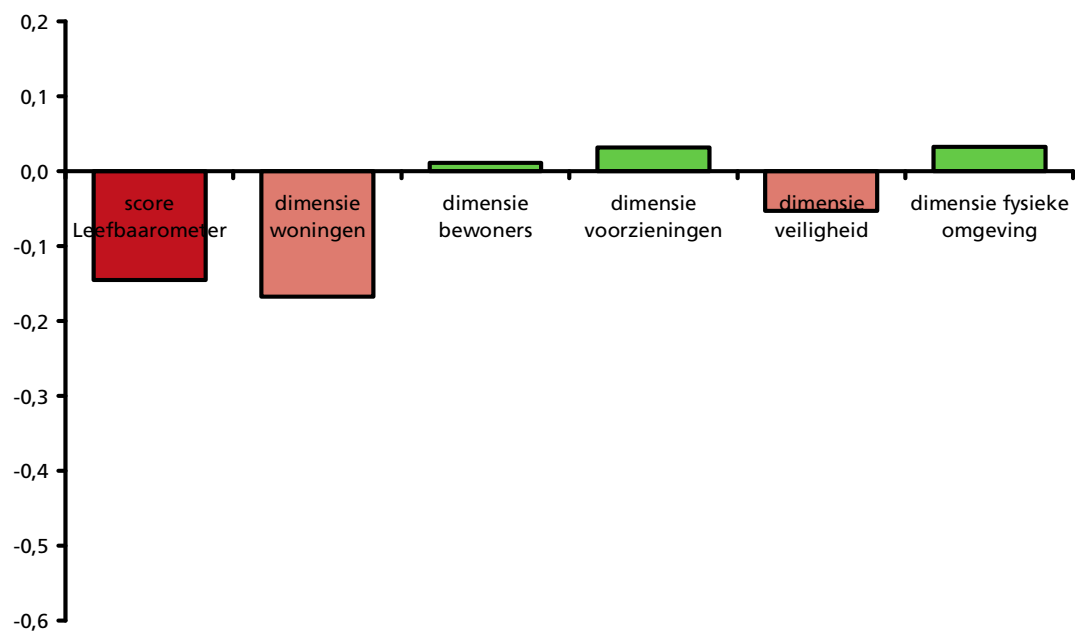 0,2
0,1
0,0
-0,1
-0,2
-0,3
-0,4
-0,5
-0,6
score
Leefbaarometer
dimensie
woningen
dimensie
bewoners
dimensie
voorzieningen
dimensie
veiligheid
dimensie fysieke
omgeving